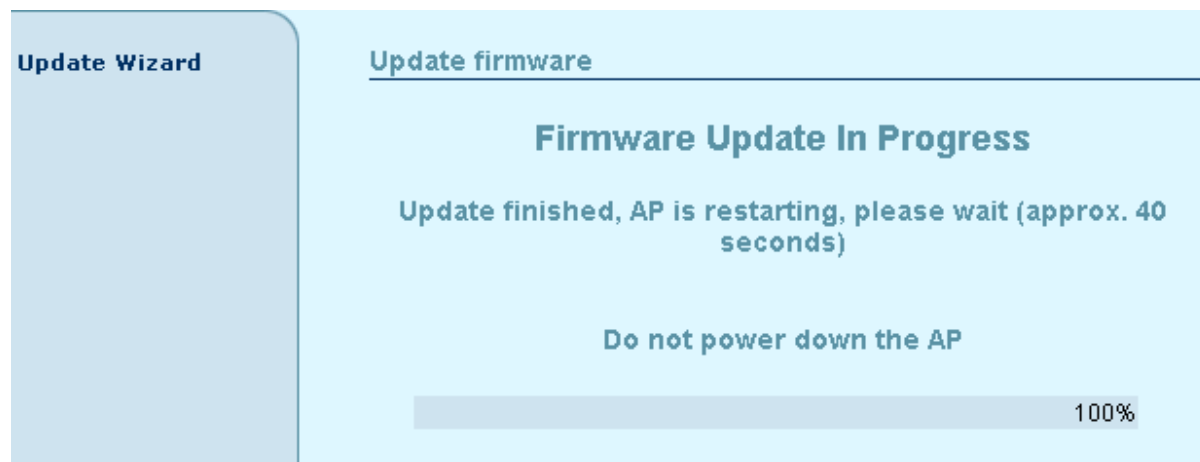 Update Wizard
Update firmware
Firmware Update In Progress
Update finished, AP is restarting, please wait (approx. 40
seconds)
Do not power down the AP
100%